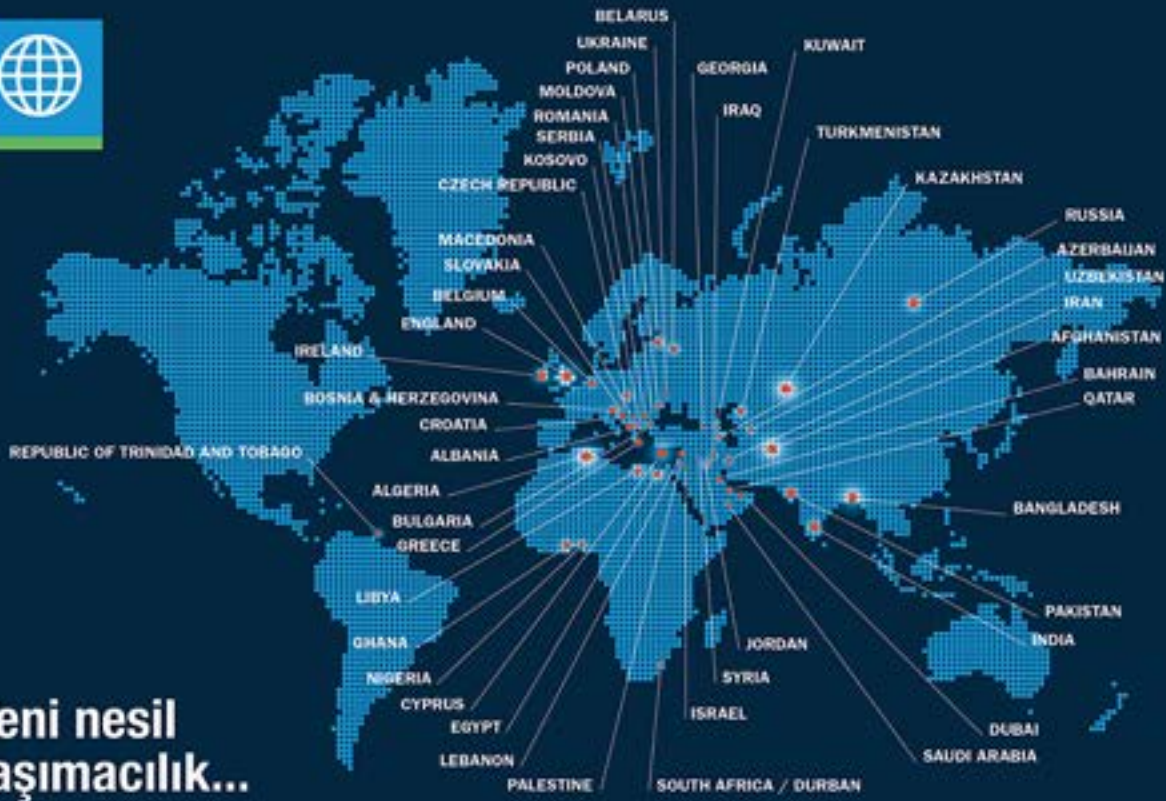 BELARUS
UKRAINE
KUWAIT
POLAND
GEORGIA
MOLDOVA
ROMANIA
IRAQ
SERBIA
TURKMENISTAN
KOSOVO
CZECH REPUBLIC
KAZAKHSTAN
RUSSIA
MACEDONIA
AZERBAIJAN
SLOVAKIA
UZBEKISTAN
BELGIUM
IRAN
ENGLAND
AFGHANISTAN
IRELAND
BAHRAIN
BOSNIA & HERZEGOVINA
QATAR
CROATIA
REPUBLIC OF TRINIDAD AND TOBAGO
ALBANIA
ALGERIA
BANGLADESH
BULGARIA
GREECE
LIBYA
PAKISTAN
INDIA
GHANA
JORDAN
NIGERIA
SYRIA
CYPRUS
ISRAEL
EGYPT
DUBAI
LEBANON
SAUDI ARABIA
PALESTINE
SOUTH AFRICA / DURBAN
eni nesil
aşımacılık...